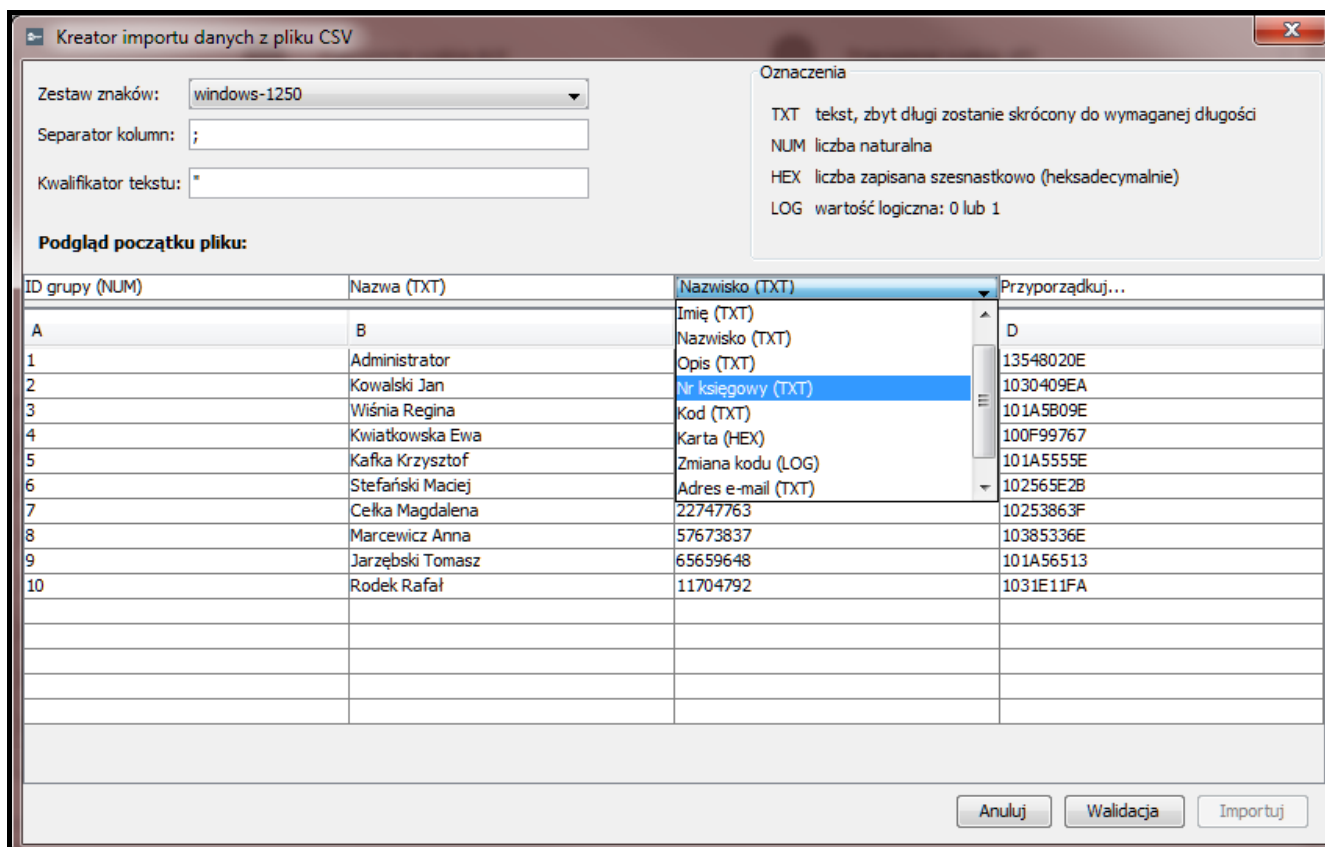 Kreator importu danych z pliku CSV
Zestaw znaków: windows-1250
Separator kolumn: ;
Kwalifikator tekstu: "
Oznaczenia
TXT tekst, zbyt długi zostanie skrócony do wymaganej długości
NUM liczba naturalna
HEX liczba zapisana szesnastkowo (heksadecymalnie)
LOG wartość logiczna: 0 lub 1
Podgląd początku pliku:
ID grupy (NUM) Nazwa (TXT) Nazwisko (TXT) Przyporządkuj...
Imię (TXT)
Nazwisko (TXT)
Opis (TXT)
Nr księgowy (TXT)
Kod (TXT)
Karta (HEX)
Zmiana kodu (LOG)
Adres e-mail (TXT)
A B D
1 Administrator 13548020E
2 Kowalski Jan 1030409EA
3 Wiśnia Regina 101A5B09E
4 Kwiatkowska Ewa 100F99767
5 Kafka Krzysztof 101A5555E
6 Stefański Maciej 102565E2B
7 Cełka Magdalena 22747763 10253863F
8 Marcewicz Anna 57673837 10385336E
9 Jarzębski Tomasz 65659648 101A56513
10 Rodek Rafał 11704792 1031E11FA
Anuluj Walidacja Importuj